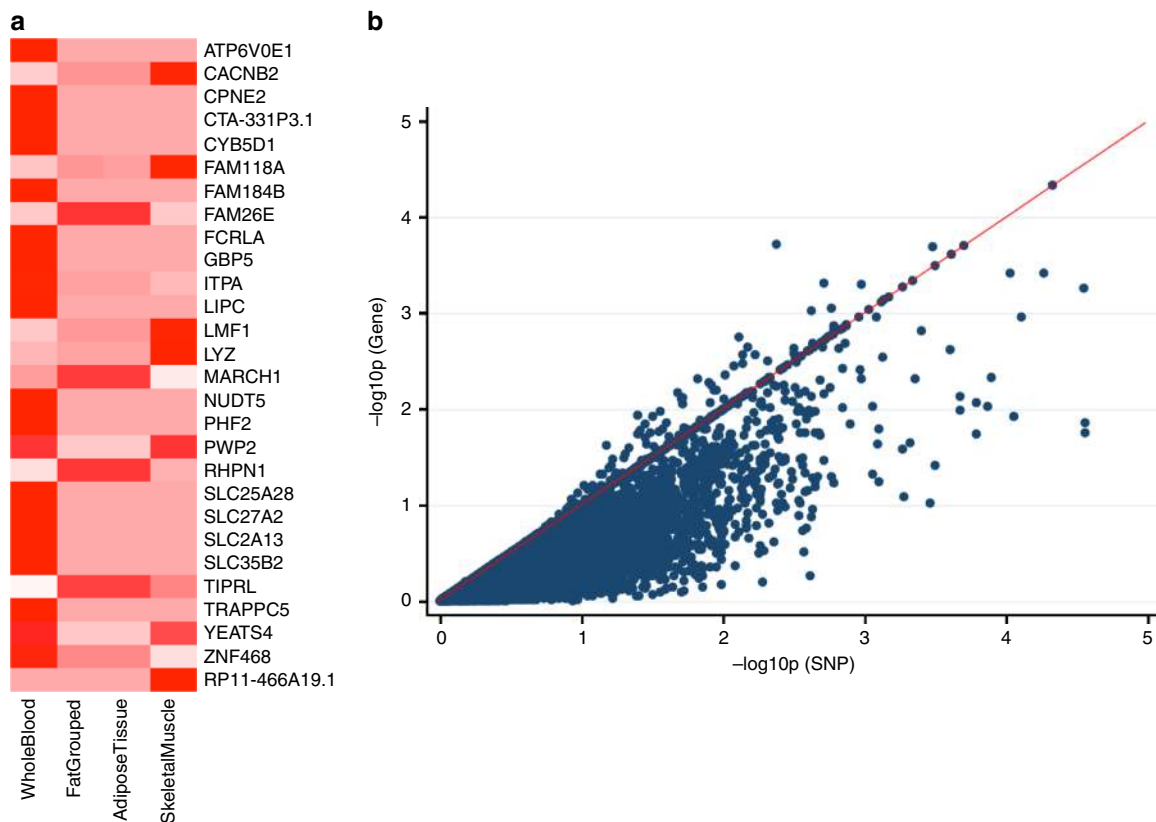 a
ATP6V0E1
CACNB2
CPNE2
CTA-331P3.1
CYB5D1
FAM118A
FAM184B
FAM26E
FCRLA
GBP5
ITPA
LIPC
LMF1
LYZ
MARCH1
NUDT5
PHF2
PWP2
RHPN1
SLC25A28
SLC27A2
SLC2A13
SLC35B2
TIPRL
TRAPPC5
YEATS4
ZNF468
RP11-466A19.1
WholeBlood
FatGrouped
AdiposeTissue
SkeletalMuscle
b
–log10p (Gene)
5
4
3
2
1
0
0 1 2 3 4 5
–log10p (SNP)